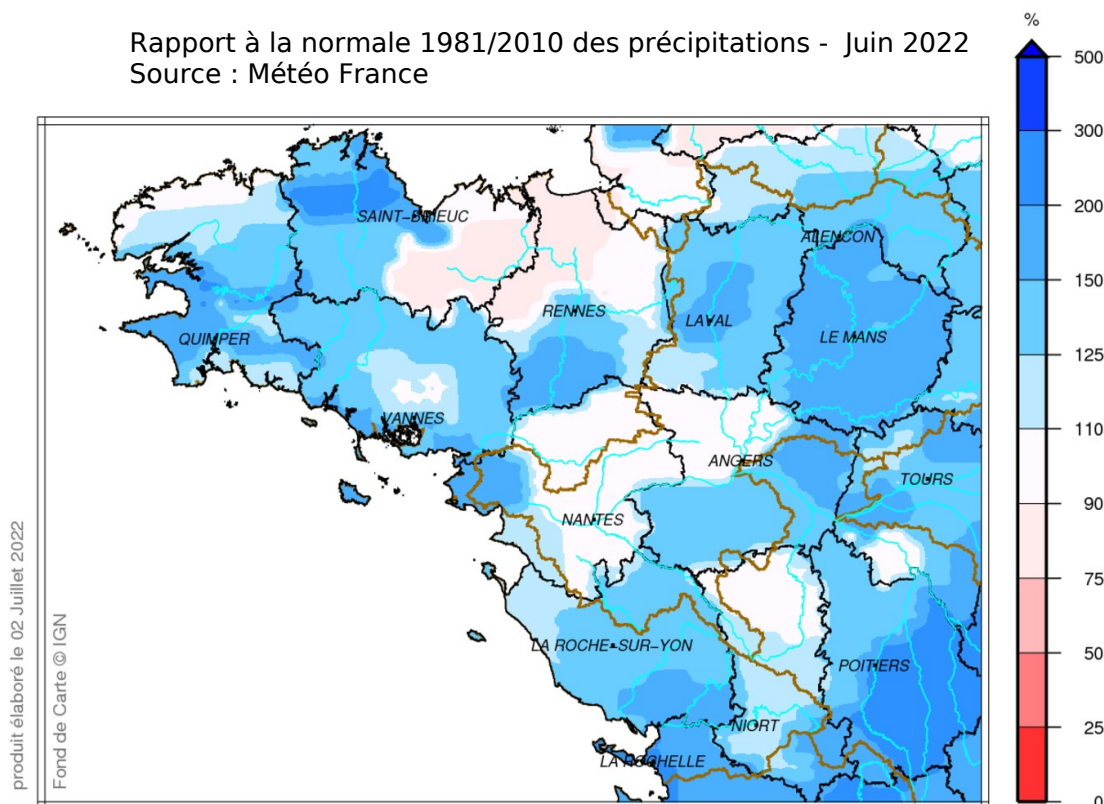 Rapport à la normale 1981/2010 des précipitations - Juin 2022
Source : Météo France
%
500
300
200
150
125
110
90
75
50
25
0
SAINT-BRIEUC
ALENCON
RENNES
LAVAL
QUIMPER
LE MANS
VANNES
ANGERS
TOURS
NANTES
LA ROCHE-SUR-YON
POITIERS
NIORT
LA ROCHELLE
produit élaboré le 02 Juillet 2022
Fond de Carte © IGN